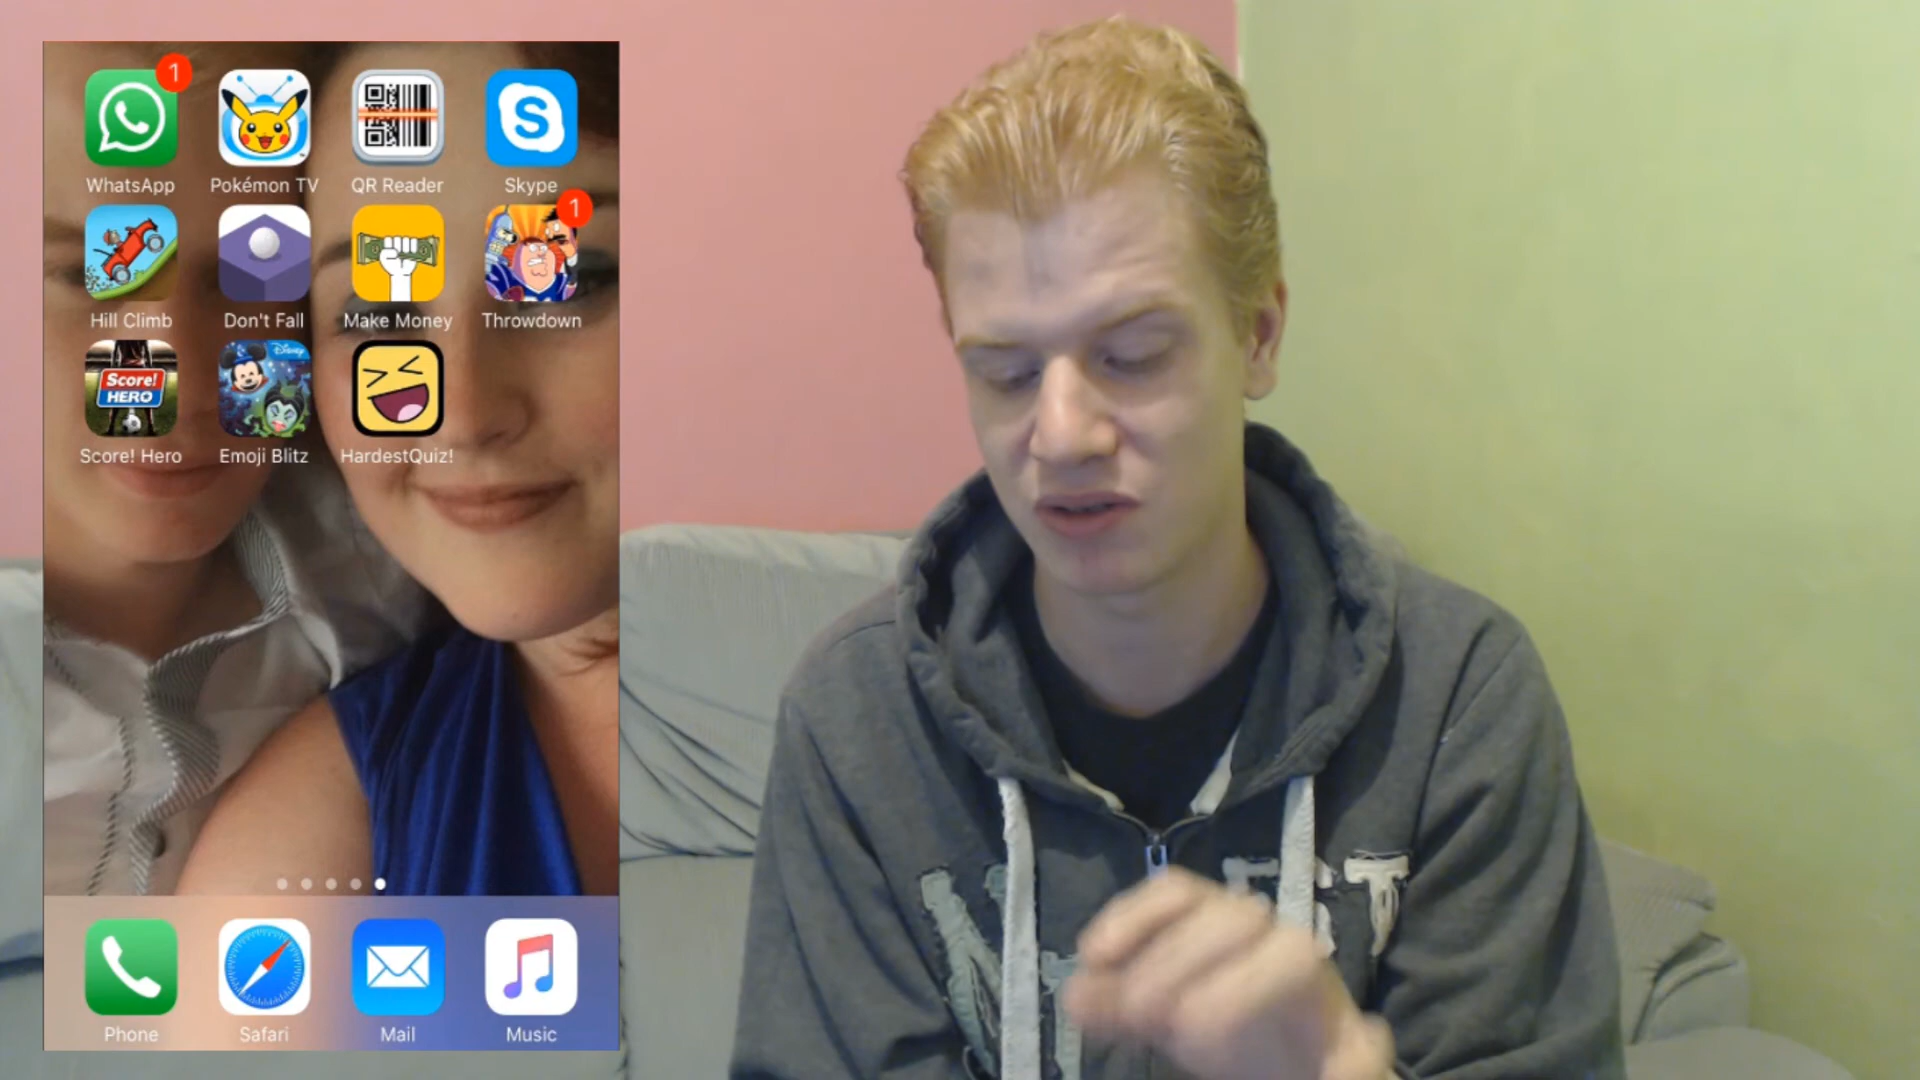 1
WhatsApp Pokémon TV QR Reader Skype
1
Hill Climb Don't Fall Make Money Throwdown
Score!
HERO
Disney
Score! Hero Emoji Blitz HardestQuiz!
Phone Safari Mail Music